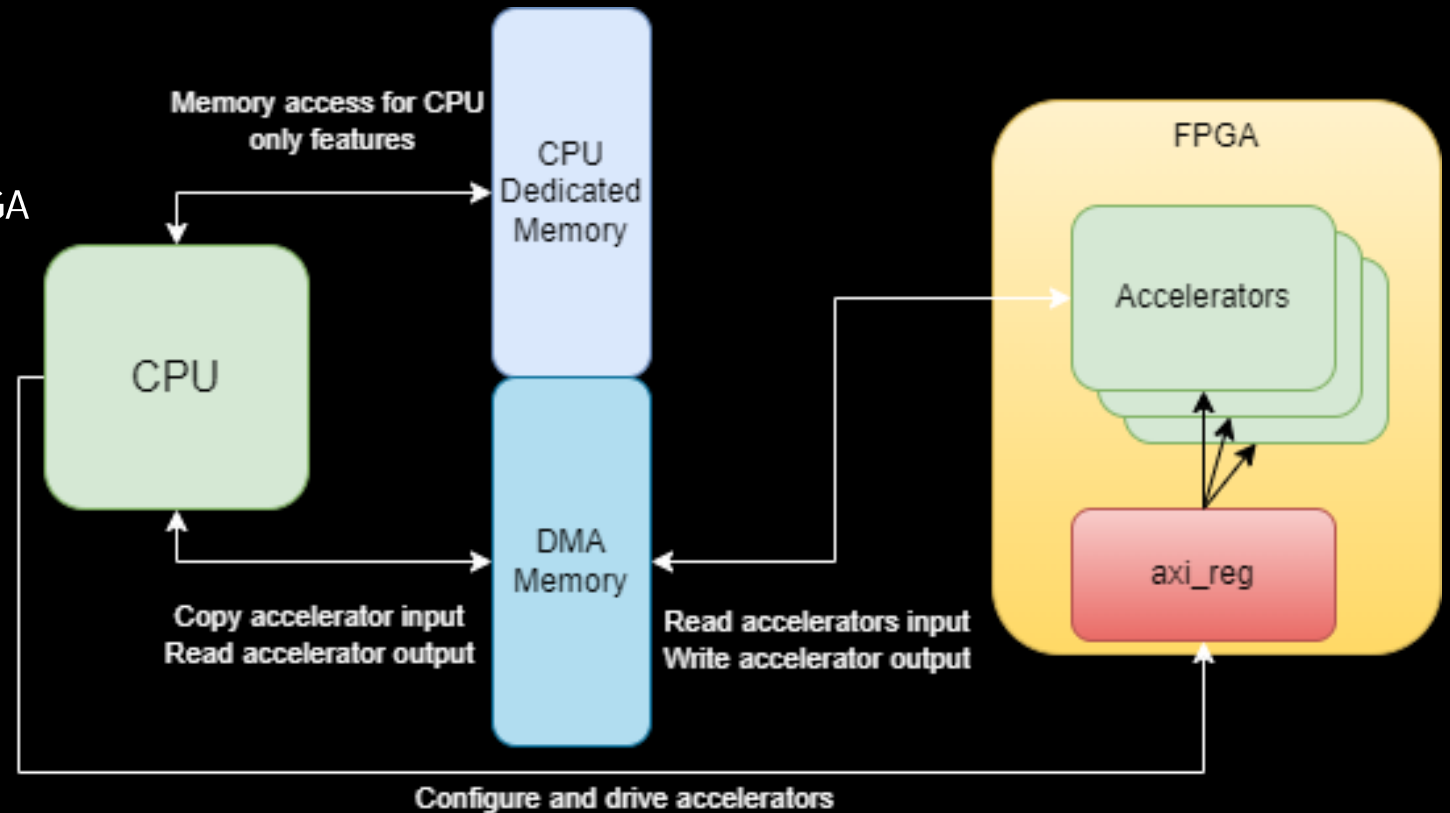 Memory access for CPU
only features
CPU
Dedicated
Memory
FPGA
GA
Accelerators
CPU
DMA
Memory
axi_reg
Copy accelerator input
Read accelerator output
Read accelerators input
Write accelerator output
Configure and drive accelerators